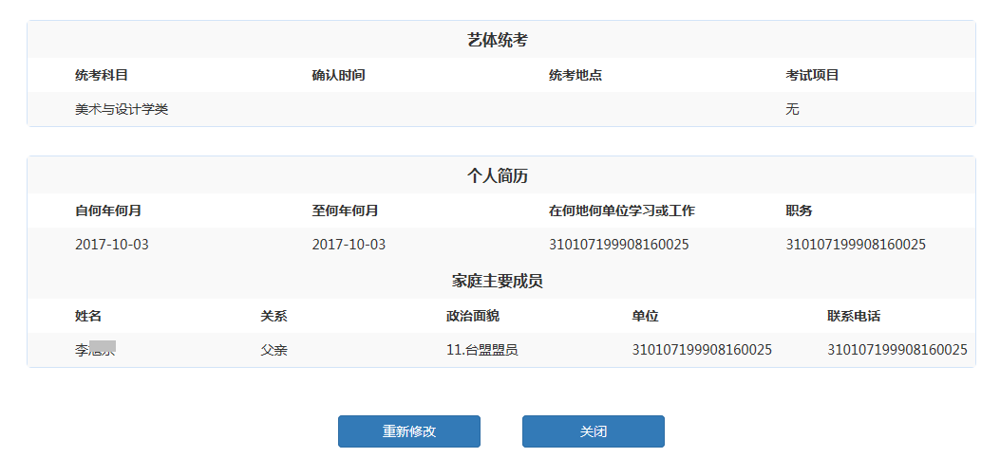 艺体统考
统考科目 确认时间 统考地点 考试项目
美术与设计学类 无
个人简历
自何年何月 至何年何月 在何地何单位学习或工作 职务
2017-10-03 2017-10-03 310107199908160025 310107199908160025
家庭主要成员
姓名 关系 政治面貌 单位 联系电话
李 父亲 11.台盟盟员 310107199908160025 310107199908160025
重新修改 关闭